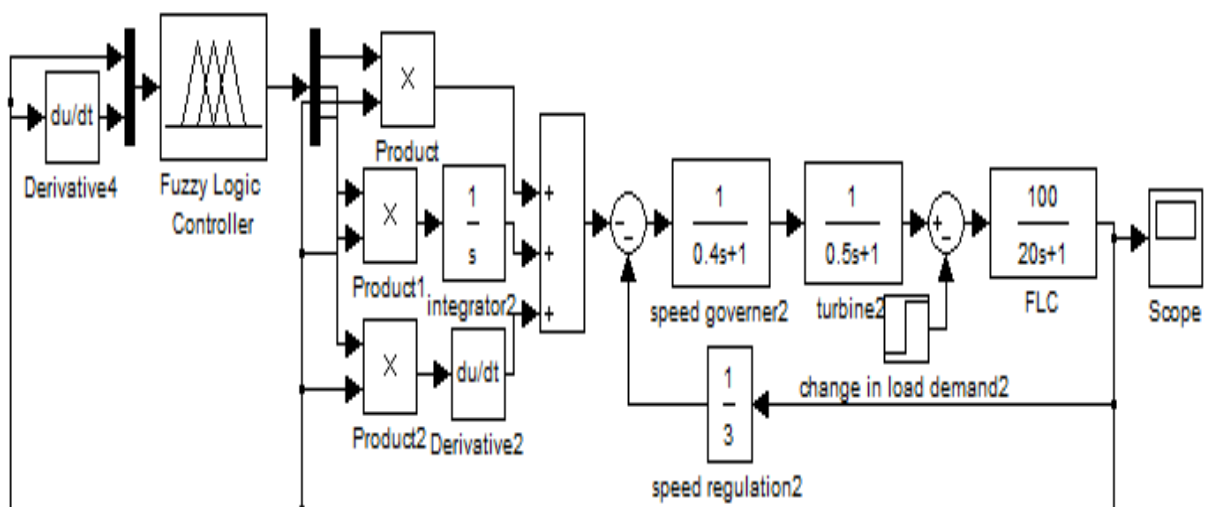 du/dt
Derivative4
Fuzzy Logic
Controller
X
Product
X
Product1
1
s
integrator2
X
Product2
du/dt
Derivative2
+
+
+
−
−
1
0.4s+1
speed governer2
1
0.5s+1
turbine2
+
−
100
20s+1
FLC
Scope
change in load demand2
1
3
speed regulation2